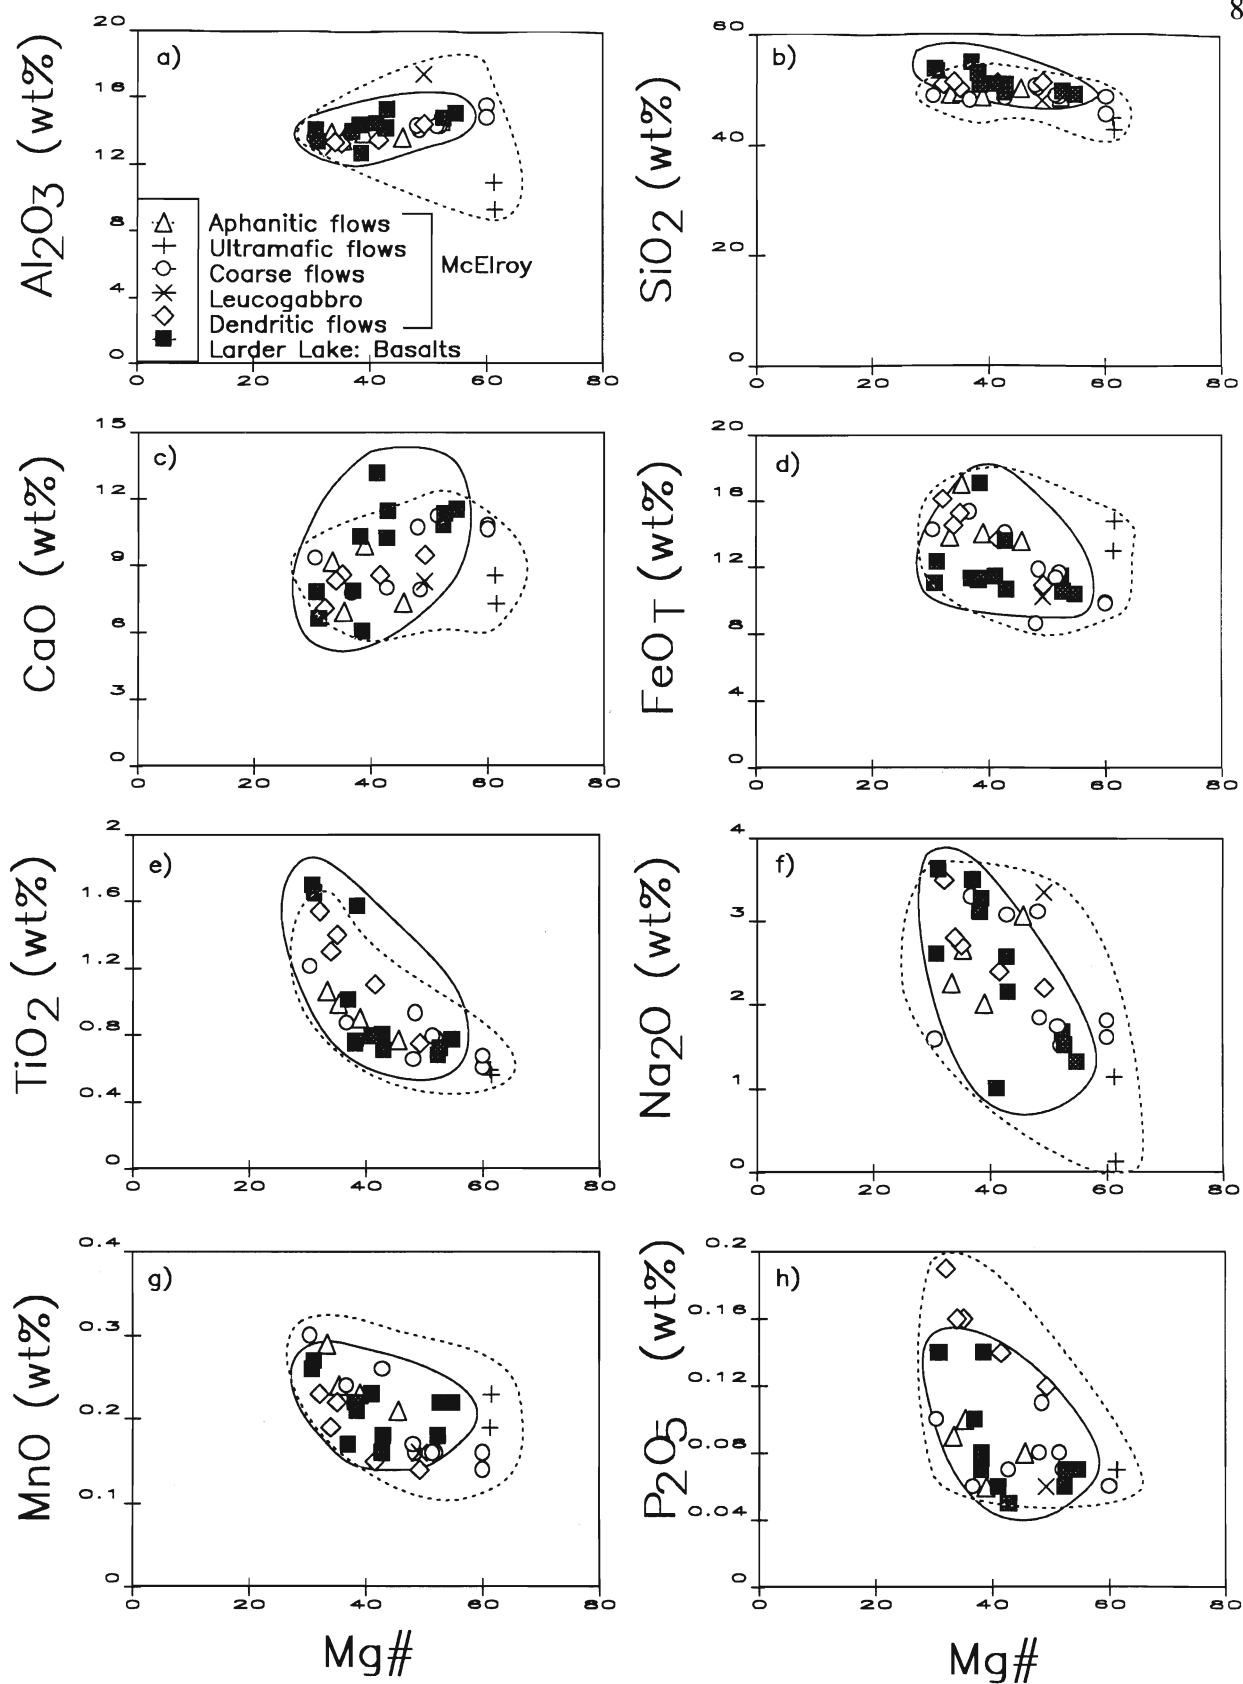 8
a)
Al2O3 (wt%)
20
16
12
8
4
0
0 20 40 60 80
Aphanitic flows
Ultramafic flows
Coarse flows
Leucogabbro
Dendritic flows
McElroy
Larder Lake: Basalts
b)
SiO2 (wt%)
60
40
20
0
0 20 40 60 80
c)
CaO (wt%)
15
12
9
6
3
0
0 20 40 60 80
d)
FeOT (wt%)
20
16
12
8
4
0
0 20 40 60 80
e)
TiO2 (wt%)
2
1.6
1.2
0.8
0.4
0
0 20 40 60 80
f)
Na2O (wt%)
4
3
2
1
0
0 20 40 60 80
g)
MnO (wt%)
0.4
0.3
0.2
0.1
0
0 20 40 60 80
Mg#
h)
P2O5 (wt%)
0.2
0.16
0.12
0.08
0.04
0
0 20 40 60 80
Mg#